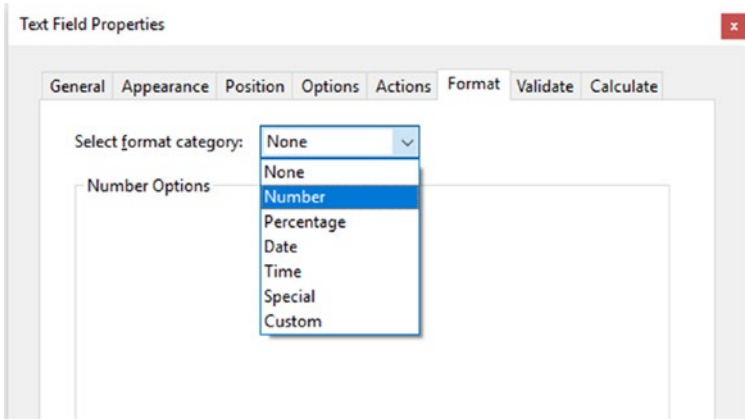 Text Field Properties
x
General Appearance Position Options Actions Format Validate Calculate
Select format category: None
None
Number Options
Number
Percentage
Date
Time
Special
Custom